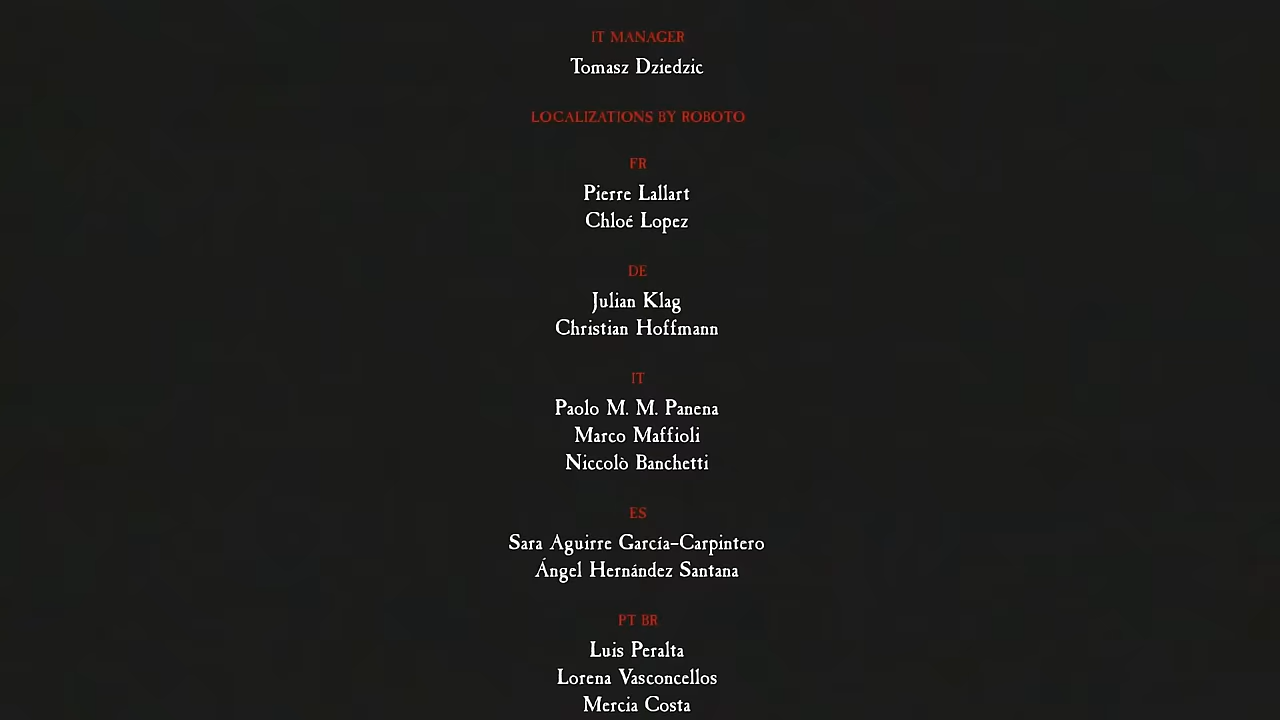 IT MANAGER
Tomasz Dziedzic
LOCALIZATIONS BY ROBOTO
FR
Pierre Lallart
Chloé Lopez
DE
Julian Klag
Christian Hoffmann
IT
Paolo M. M. Panena
Marco Maffioli
Niccolò Banchetti
ES
Sara Aguirre García-Carpintero
Ángel Hernández Santana
PT BR
Luis Peralta
Lorena Vasconcellos
Mercia Costa